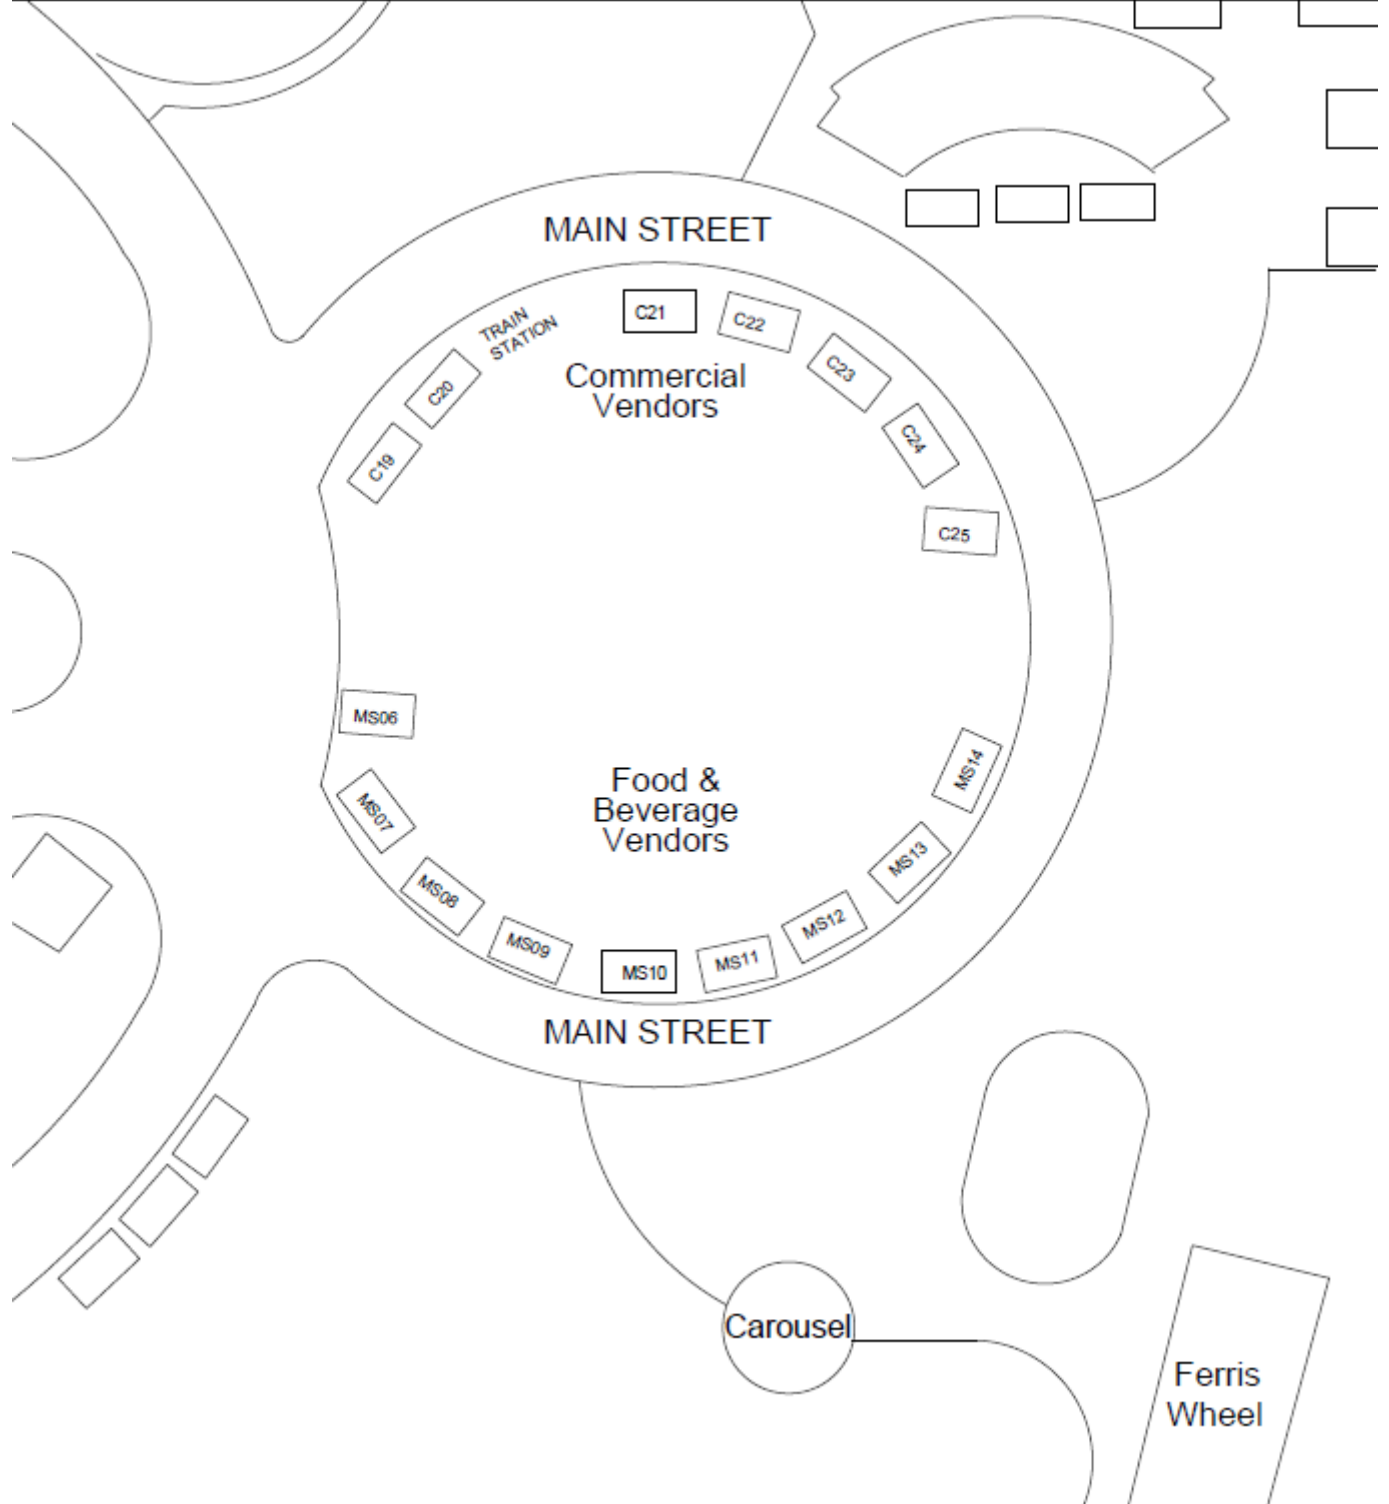 MAIN STREET
TRAIN
STATION
C21
C22
C23
C24
C25
C20
C19
Commercial
Vendors
MS06
MS07
MS08
MS09
MS10
MS11
MS12
MS13
MS14
Food &
Beverage
Vendors
MAIN STREET
Carousel
Ferris
Wheel